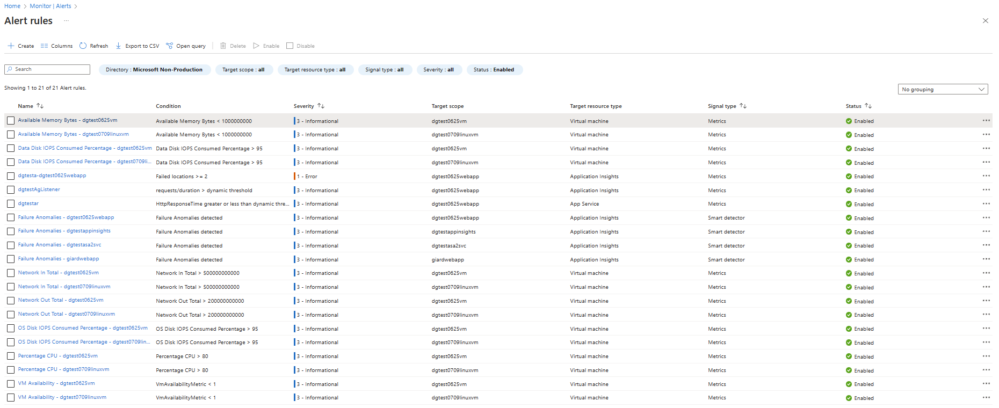 Home > Monitor | Alerts >
Alert rules ...
Create Columns Refresh Export to CSV Open query Delete Enable Disable
Search Directory : Microsoft Non-Production Target scope : all Target resource type : all Signal type : all Severity : all Status : Enabled
Showing 1 to 21 of 21 Alert rules.
No grouping
Name Condition Severity Target scope Target resource type Signal type Status
Available Memory Bytes - dgtest0625vm Available Memory Bytes < 1000000000 3 - Informational dgtest0625vm Virtual machine Metrics Enabled
Available Memory Bytes - dgtest0709linuxvm Available Memory Bytes < 1000000000 3 - Informational dgtest0709linuxvm Virtual machine Metrics Enabled
Data Disk IOPS Consumed Percentage - dgtest0625vm Data Disk IOPS Consumed Percentage > 95 3 - Informational dgtest0625vm Virtual machine Metrics Enabled
Data Disk IOPS Consumed Percentage - dgtest0709li... Data Disk IOPS Consumed Percentage > 95 3 - Informational dgtest0709linuxvm Virtual machine Metrics Enabled
dgtesta-dgtest0625webapp Failed locations >= 2 1 - Error dgtest0625webapp Application Insights Metrics Enabled
dgtestAgListener requests/duration > dynamic threshold 3 - Informational dgtest0625webapp Application Insights Metrics Enabled
dgtestar HttpResponseTime greater or less than dynamic thre... 3 - Informational dgtest0625webapp App Service Metrics Enabled
Failure Anomalies - dgtest0625webapp Failure Anomalies detected 3 - Informational dgtest0625webapp Application Insights Smart detector Enabled
Failure Anomalies - dgtestappinsights Failure Anomalies detected 3 - Informational dgtestappinsights Application Insights Smart detector Enabled
Failure Anomalies - dgtestasa2svc Failure Anomalies detected 3 - Informational dgtestasa2svc Application Insights Smart detector Enabled
Failure Anomalies - giardwebapp Failure Anomalies detected 3 - Informational giardwebapp Application Insights Smart detector Enabled
Network In Total - dgtest0625vm Network In Total > 500000000000 3 - Informational dgtest0625vm Virtual machine Metrics Enabled
Network In Total - dgtest0709linuxvm Network In Total > 500000000000 3 - Informational dgtest0709linuxvm Virtual machine Metrics Enabled
Network Out Total - dgtest0625vm Network Out Total > 200000000000 3 - Informational dgtest0625vm Virtual machine Metrics Enabled
Network Out Total - dgtest0709linuxvm Network Out Total > 200000000000 3 - Informational dgtest0709linuxvm Virtual machine Metrics Enabled
OS Disk IOPS Consumed Percentage - dgtest0625vm OS Disk IOPS Consumed Percentage > 95 3 - Informational dgtest0625vm Virtual machine Metrics Enabled
OS Disk IOPS Consumed Percentage - dgtest0709lin... OS Disk IOPS Consumed Percentage > 95 3 - Informational dgtest0709linuxvm Virtual machine Metrics Enabled
Percentage CPU - dgtest0625vm Percentage CPU > 80 3 - Informational dgtest0625vm Virtual machine Metrics Enabled
Percentage CPU - dgtest0709linuxvm Percentage CPU > 80 3 - Informational dgtest0709linuxvm Virtual machine Metrics Enabled
VM Availability - dgtest0625vm VmAvailabilityMetric < 1 3 - Informational dgtest0625vm Virtual machine Metrics Enabled
VM Availability - dgtest0709linuxvm VmAvailabilityMetric < 1 3 - Informational dgtest0709linuxvm Virtual machine Metrics Enabled